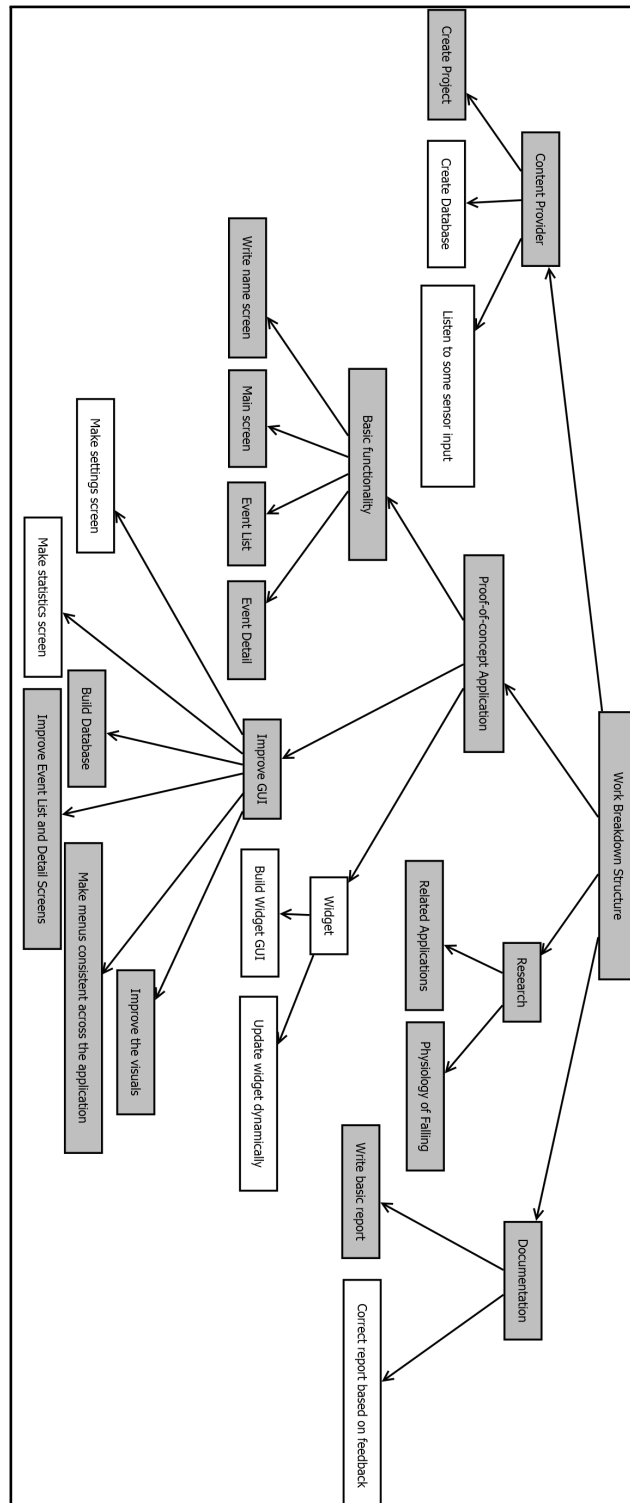 Work Breakdown Structure
Content Provider
Proof-of-concept Application
Research
Documentation
Create Project
Create Database
Listen to some sensor input
Basic functionality
Improve GUI
Widget
Related Applications
Physiology of Falling
Write basic report
Correct report based on feedback
Write name screen
Main screen
Event List
Event Detail
Build Widget GUI
Update widget dynamically
Make settings screen
Make statistics screen
Build Database
Improve Event List and Detail Screens
Make menus consistent across the application
Improve the visuals